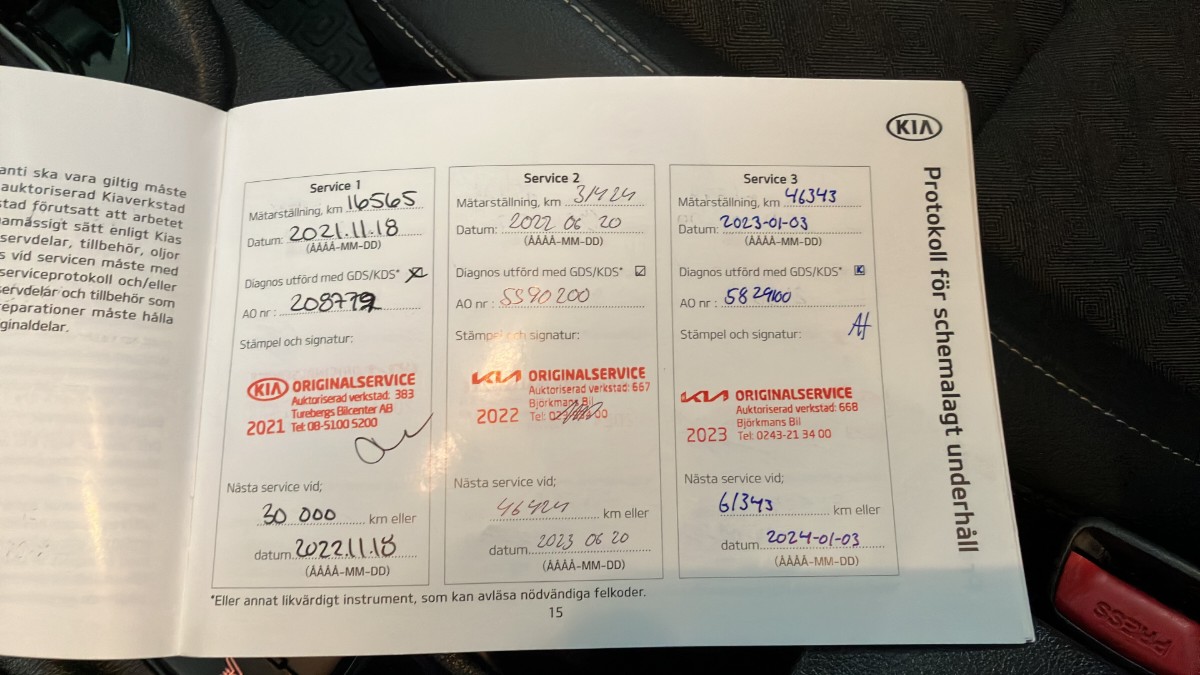 anti ska vara giltig måste
auktoriserad Kiaverkstad
stad förutsatt att arbetet
amässigt sätt enligt Kias
servdelar, tillbehör, oljor
s vid servicen måste med
serviceprotokoll och/eller
servdelar och tillbehör som
reparationer måste hålla
ginaldelar.
KIA
Protokoll för schemalagt underhåll
Service 1
Mätarställning, km 16565
Datum: 2021.11.18
(ÅÅÅÅ-MM-DD)
Diagnos utförd med GDS/KDS*
AO nr :
Stämpel och signatur:
KIA ORIGINALSERVICE
Auktoriserad verkstad: 383
Turebergs Bilcenter AB
2021 Tel: 08-5100 5200
Nästa service vid;
30 000 km eller
datum 2022.11.18
(ÅÅÅÅ-MM-DD)
Service 2
Mätarställning, km 31424
Datum: 2022 06 20
(ÅÅÅÅ-MM-DD)
Diagnos utförd med GDS/KDS* ☑
AO nr : 5590200
Stämpel och signatur:
KIA ORIGINALSERVICE
Auktoriserad verkstad: 667
Björkmans Bil
2022 Tel:
Nästa service vid;
46424 km eller
datum 2023 06 20
(ÅÅÅÅ-MM-DD)
Service 3
Mätarställning, km 46343
Datum: 2023-01-03
(ÅÅÅÅ-MM-DD)
Diagnos utförd med GDS/KDS*
AO nr : 5829100
Stämpel och signatur:
KIA ORIGINALSERVICE
Auktoriserad verkstad: 668
Björkmans Bil
2023 Tel: 0243-21 34 00
Nästa service vid;
61343 km eller
datum 2024-01-03
(ÅÅÅÅ-MM-DD)
*Eller annat likvärdigt instrument, som kan avläsa nödvändiga felkoder.
15
PRESS